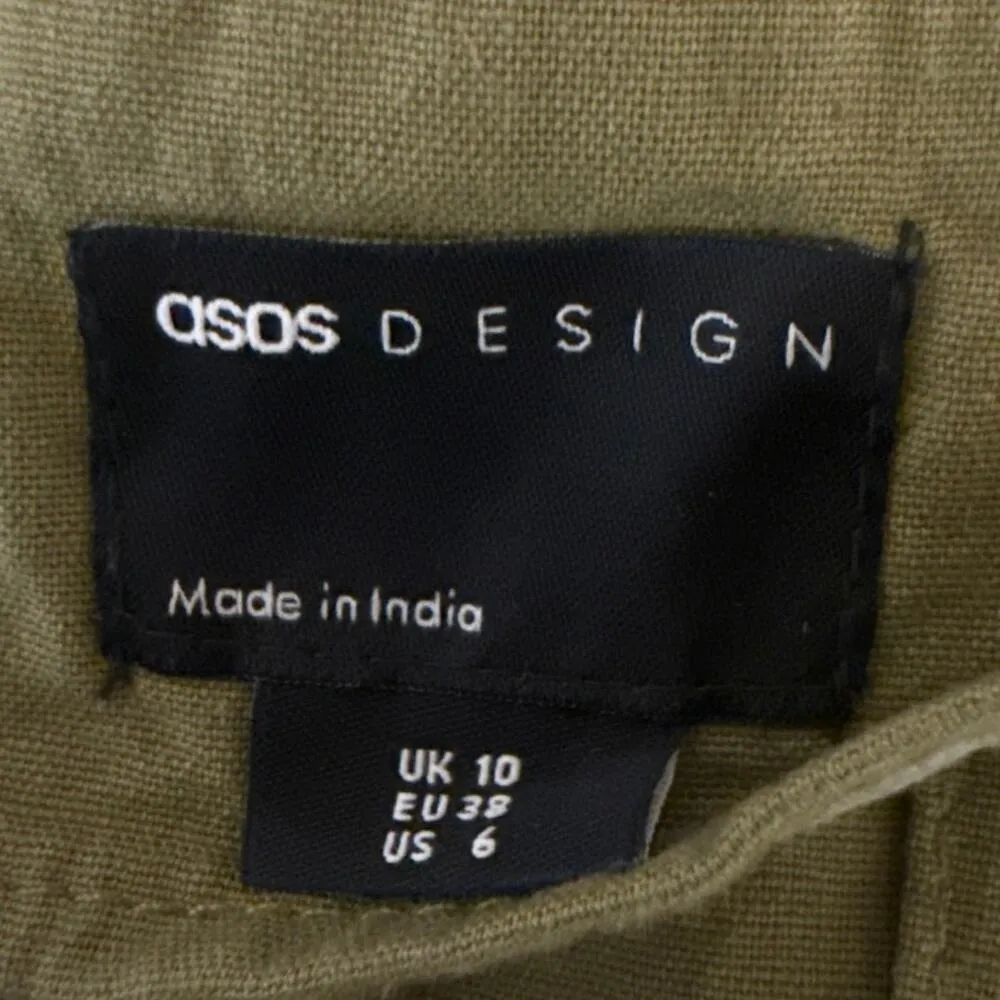 asos DESIGN
Made in India
UK 10
EU 38
US 6